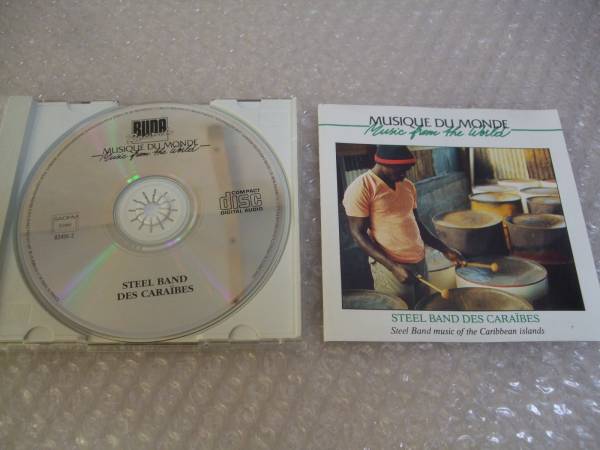 BUDA
MUSIQUE DU MONDE
Music from the World
COMPACT
disc
DIGITAL AUDIO
STEEL BAND
DES CARAÏBES
MUSIQUE DU MONDE
Music from the World
STEEL BAND DES CARAÏBES
Steel Band music of the Caribbean islands